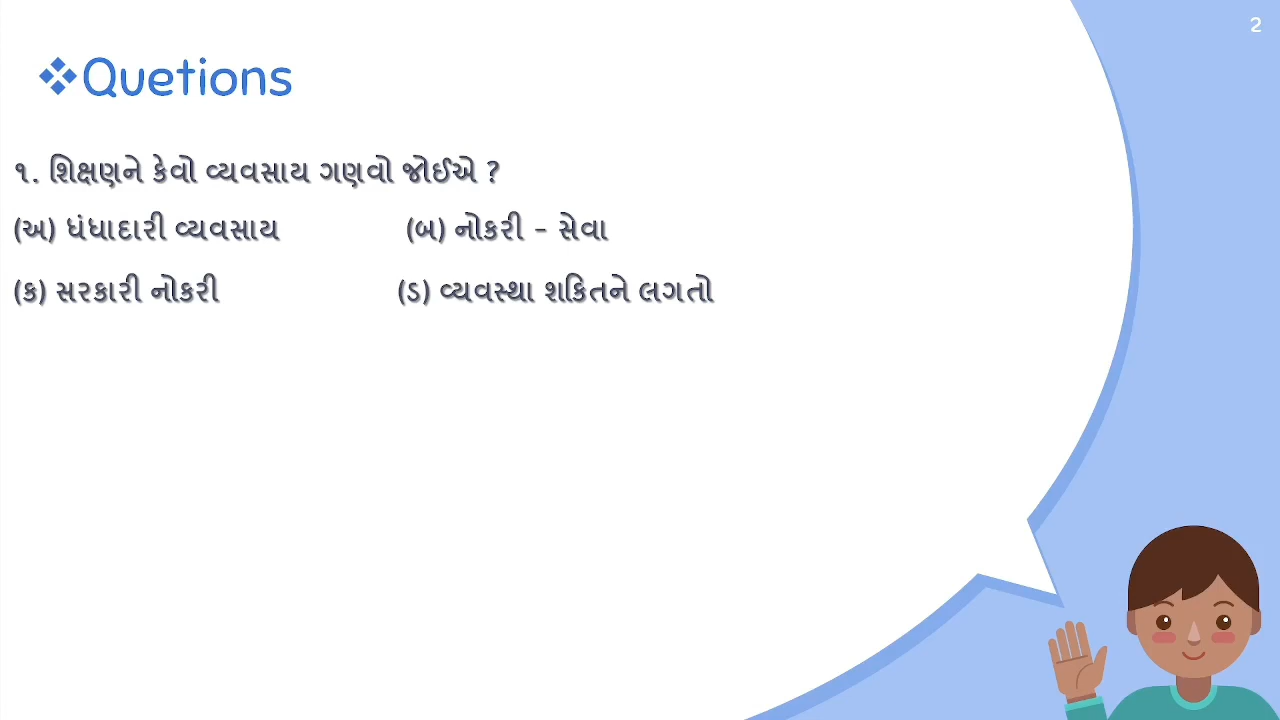 2
❖Quetions
૧. શિક્ષણને કેવો વ્યવસાય ગણવો જોઈએ ?
(અ) ધંધાદારી વ્યવસાય (બ) નોકરી – સેવા
(ક) સરકારી નોકરી (ડ) વ્યવસ્થા શકિતને લગતો